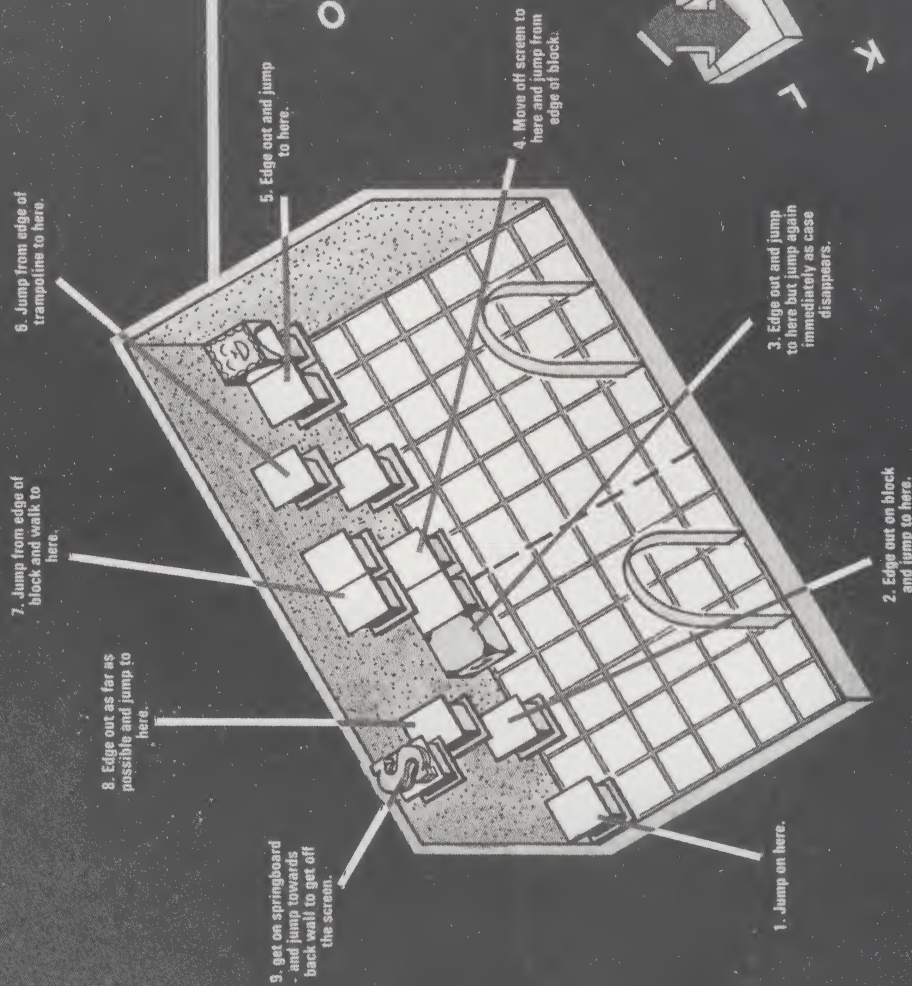 1. Jump on here.
2. Edge out on block
and jump to here.
3. Edge out and jump
to here but jump again
immediately as case
disappears.
4. Move off screen to
here and jump from
edge of block.
5. Edge out and jump
to here.
6. Jump from edge of
trampoline to here.
7. Jump from edge of
block and walk to
here.
8. Edge out as far as
possible and jump to
here.
9. get on springboard
- and jump towards
back wall to get off
the screen.
O
L
K